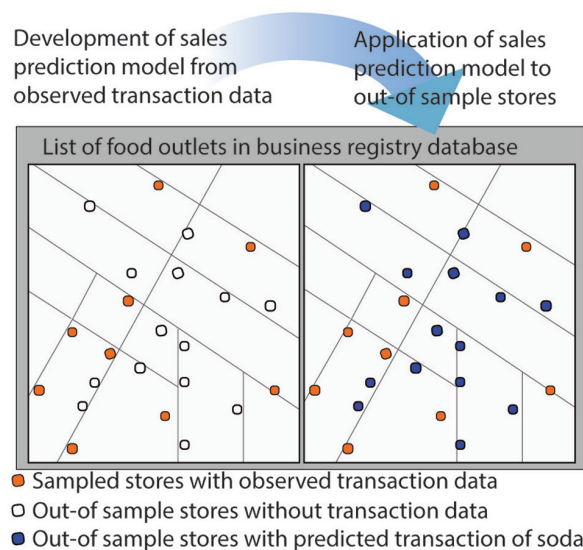 Development of sales
prediction model from
observed transaction data
Application of sales
prediction model to
out-of sample stores
List of food outlets in business registry database
Sampled stores with observed transaction data
Out-of sample stores without transaction data
Out-of sample stores with predicted transaction of soda